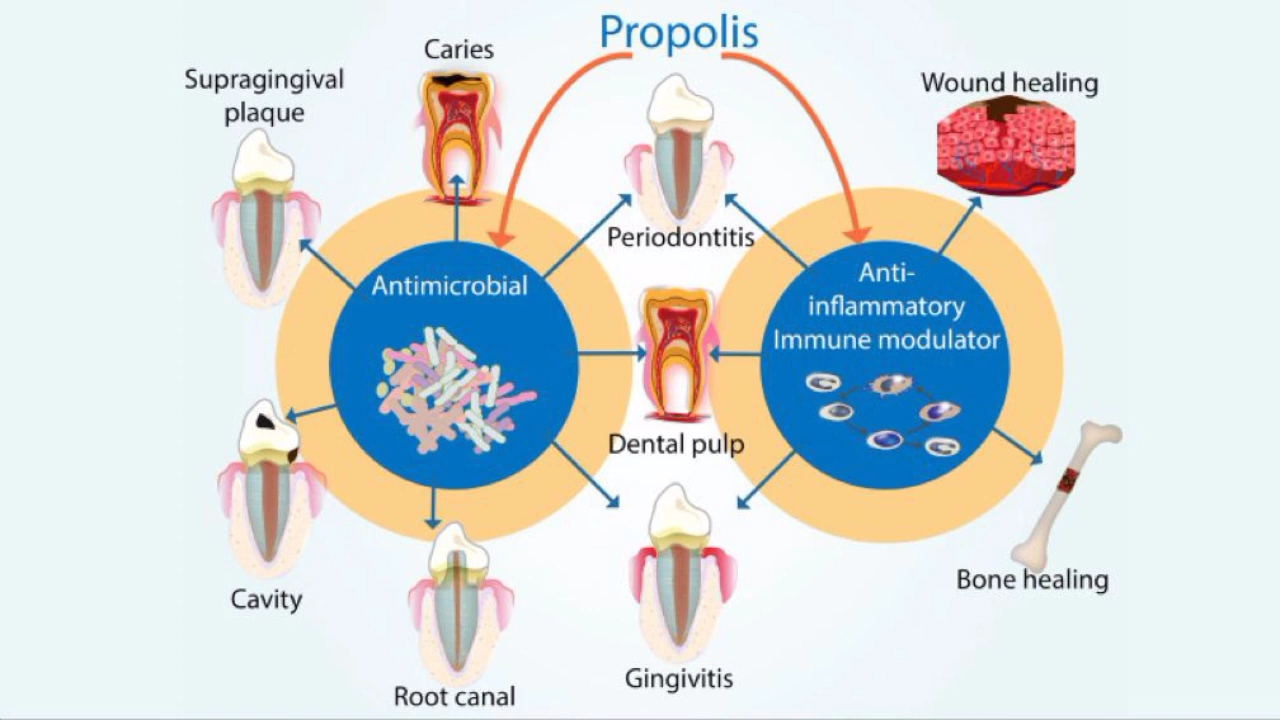 Propolis
Caries
Supragingival
plaque
Wound healing
Periodontitis
Antimicrobial
Anti-
inflammatory
Immune modulator
Dental pulp
Cavity
Bone healing
Root canal
Gingivitis